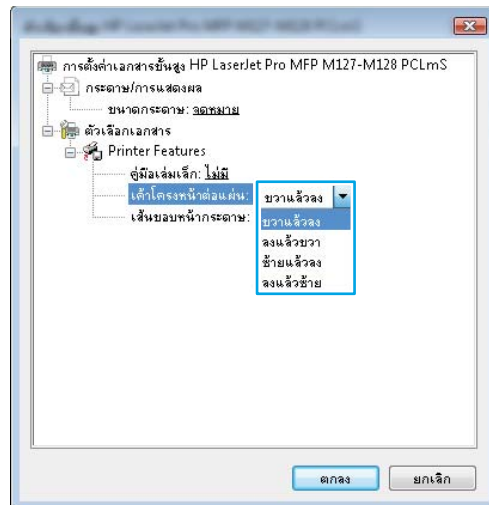 การตั้งค่าเอกสารขั้นสูง HP LaserJet Pro MFP M127-M128 PCLmS
กระดาษ/การแสดงผล
ขนาดกระดาษ: จดหมาย
ตัวเลือกเอกสาร
Printer Features
คู่มือเล่มเล็ก: ไม่มี
เค้าโครงหน้าต่อแผ่น: ขวาแล้วลง
เส้นขอบหน้ากระดาษ: ขวาแล้วลง
ลงแล้วขวา
ซ้ายแล้วลง
ลงแล้วซ้าย
ตกลง ยกเลิก